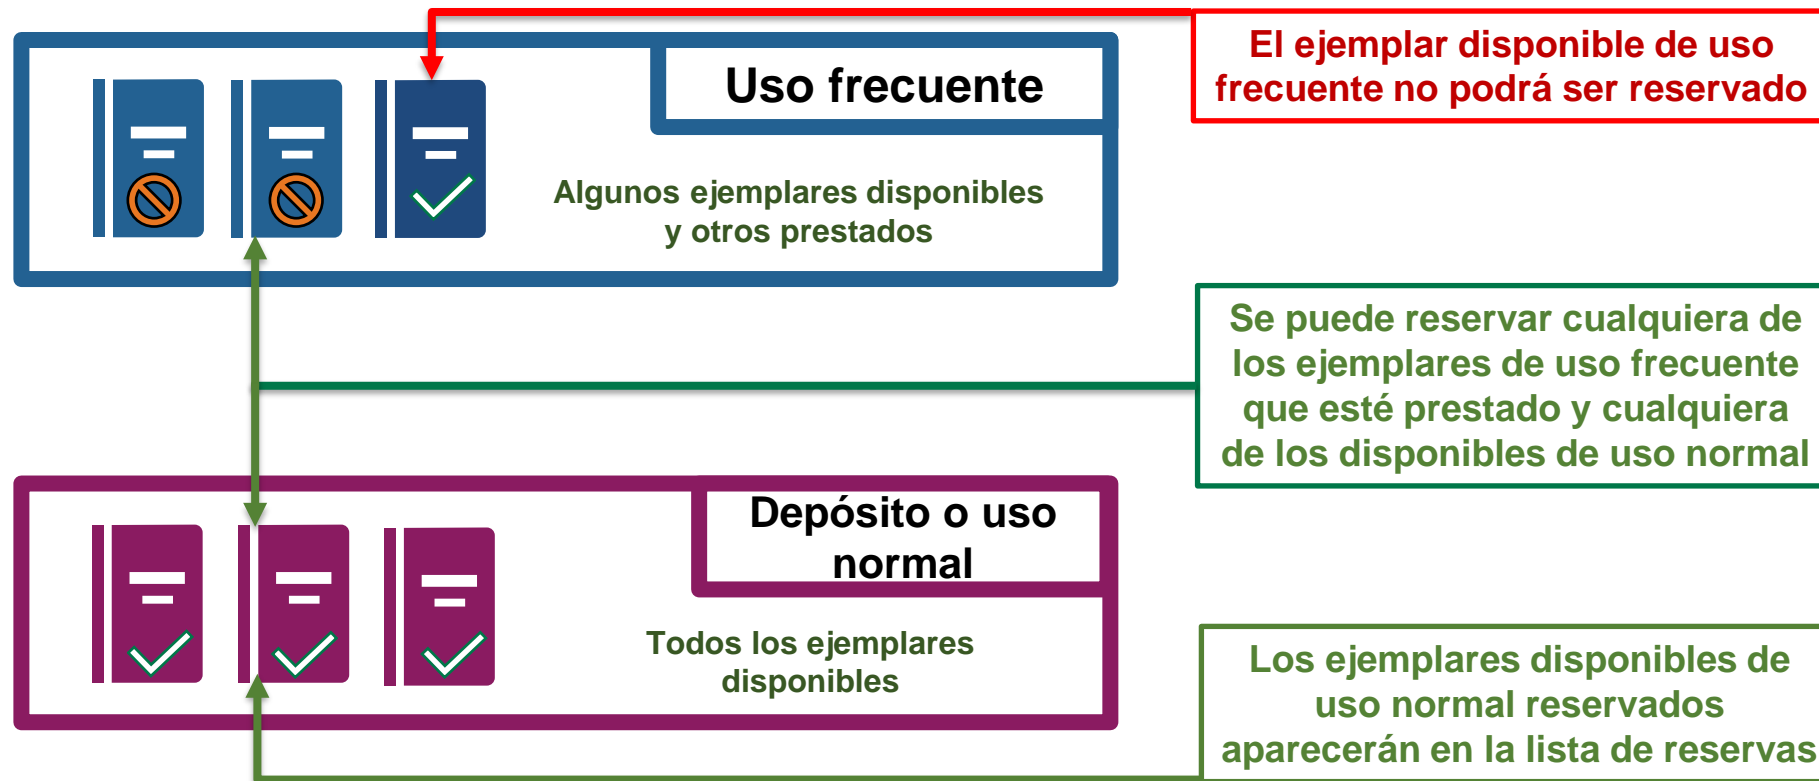 El ejemplar disponible de uso
frecuente no podrá ser reservado
Uso frecuente
Algunos ejemplares disponibles
y otros prestados
Se puede reservar cualquiera de
los ejemplares de uso frecuente
que esté prestado y cualquiera
de los disponibles de uso normal
Depósito o uso
normal
Todos los ejemplares
disponibles
Los ejemplares disponibles de
uso normal reservados
aparecerán en la lista de reservas